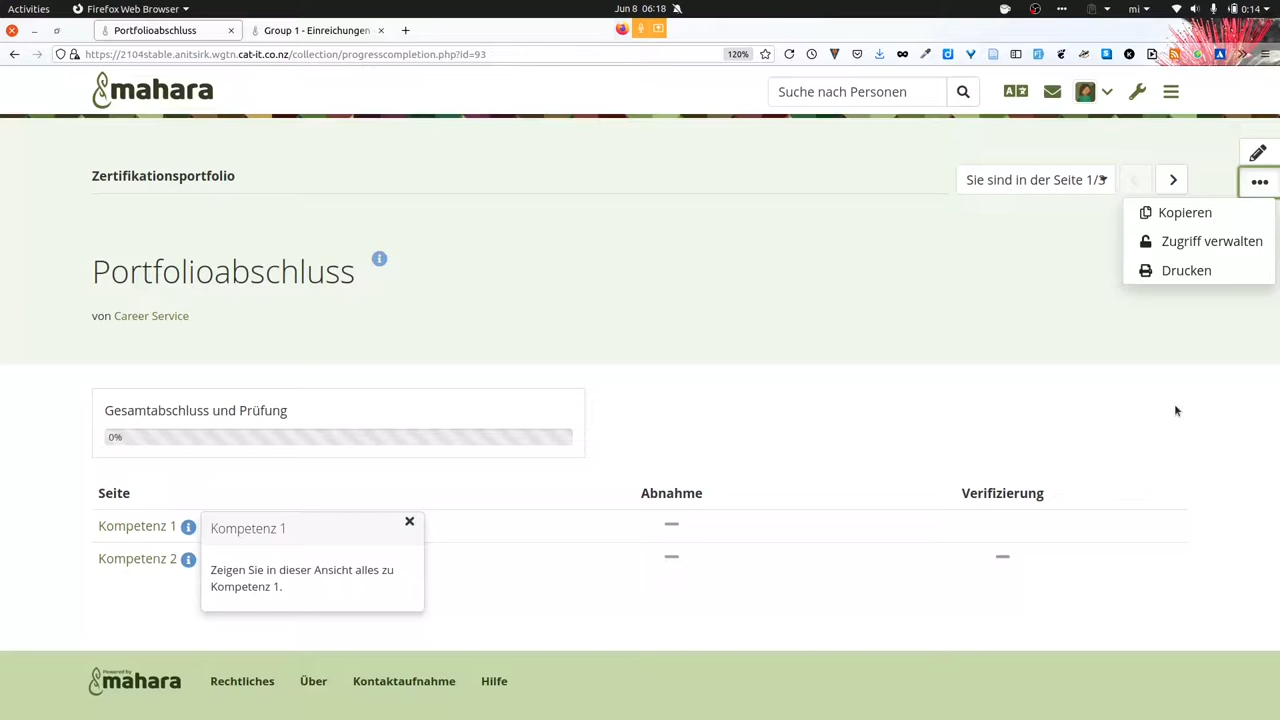 Activities
Firefox Web Browser
Jun 8 06:18
mi
0:14
Portfolioabschluss
Group 1 - Einreichungen
https://2104stable.anitsirk.wgtn.cat-it.co.nz/collection/progresscompletion.php?id=93
120%
mahara
Suche nach Personen
Zertifikationsportfolio
Sie sind in der Seite 1/3
Kopieren
Zugriff verwalten
Drucken
Portfolioabschluss
von Career Service
Gesamtabschluss und Prüfung
0%
Seite Abnahme Verifizierung
Kompetenz 1
Kompetenz 2
Kompetenz 1
Zeigen Sie in dieser Ansicht alles zu
Kompetenz 1.
Powered by
mahara
Rechtliches Über Kontaktaufnahme Hilfe